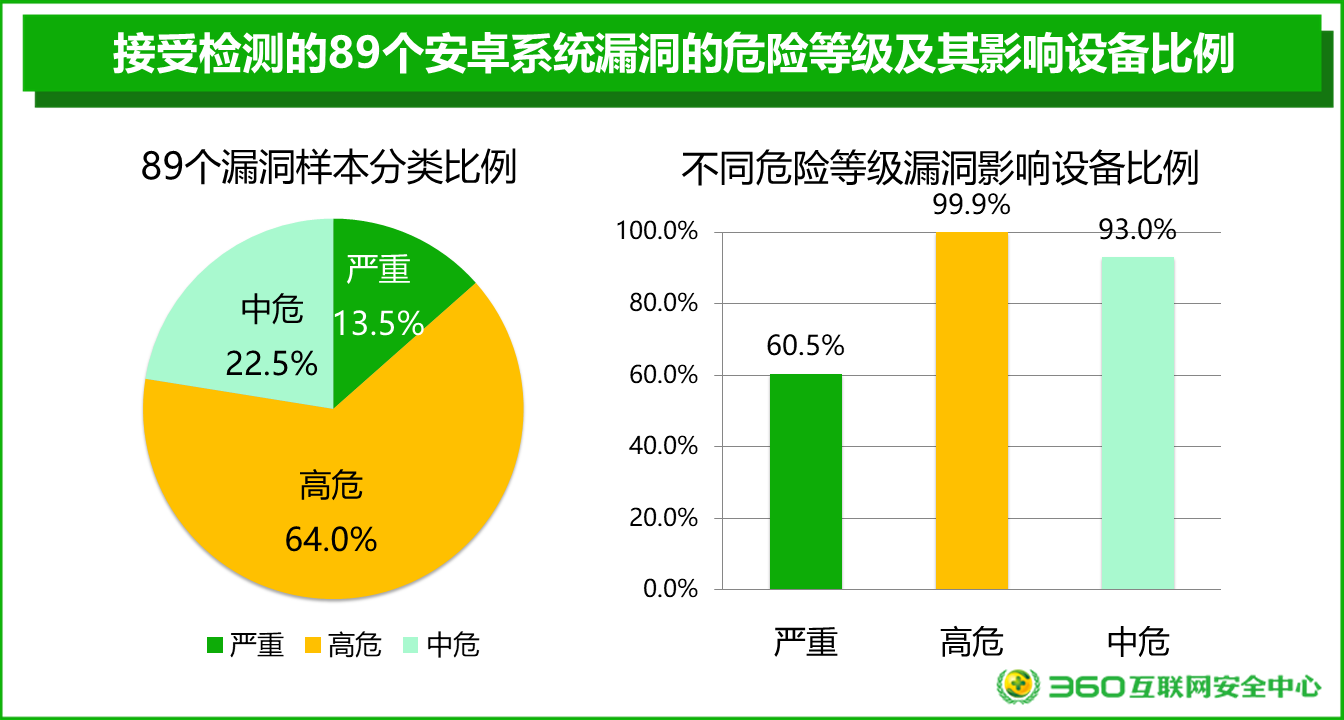 接受检测的89个安卓系统漏洞的危险等级及其影响设备比例
89个漏洞样本分类比例
严重
13.5%
中危
22.5%
高危
64.0%
严重 高危 中危
不同危险等级漏洞影响设备比例
100.0%
80.0%
60.0%
40.0%
20.0%
0.0%
60.5%
99.9%
93.0%
严重 高危 中危
360互联网安全中心